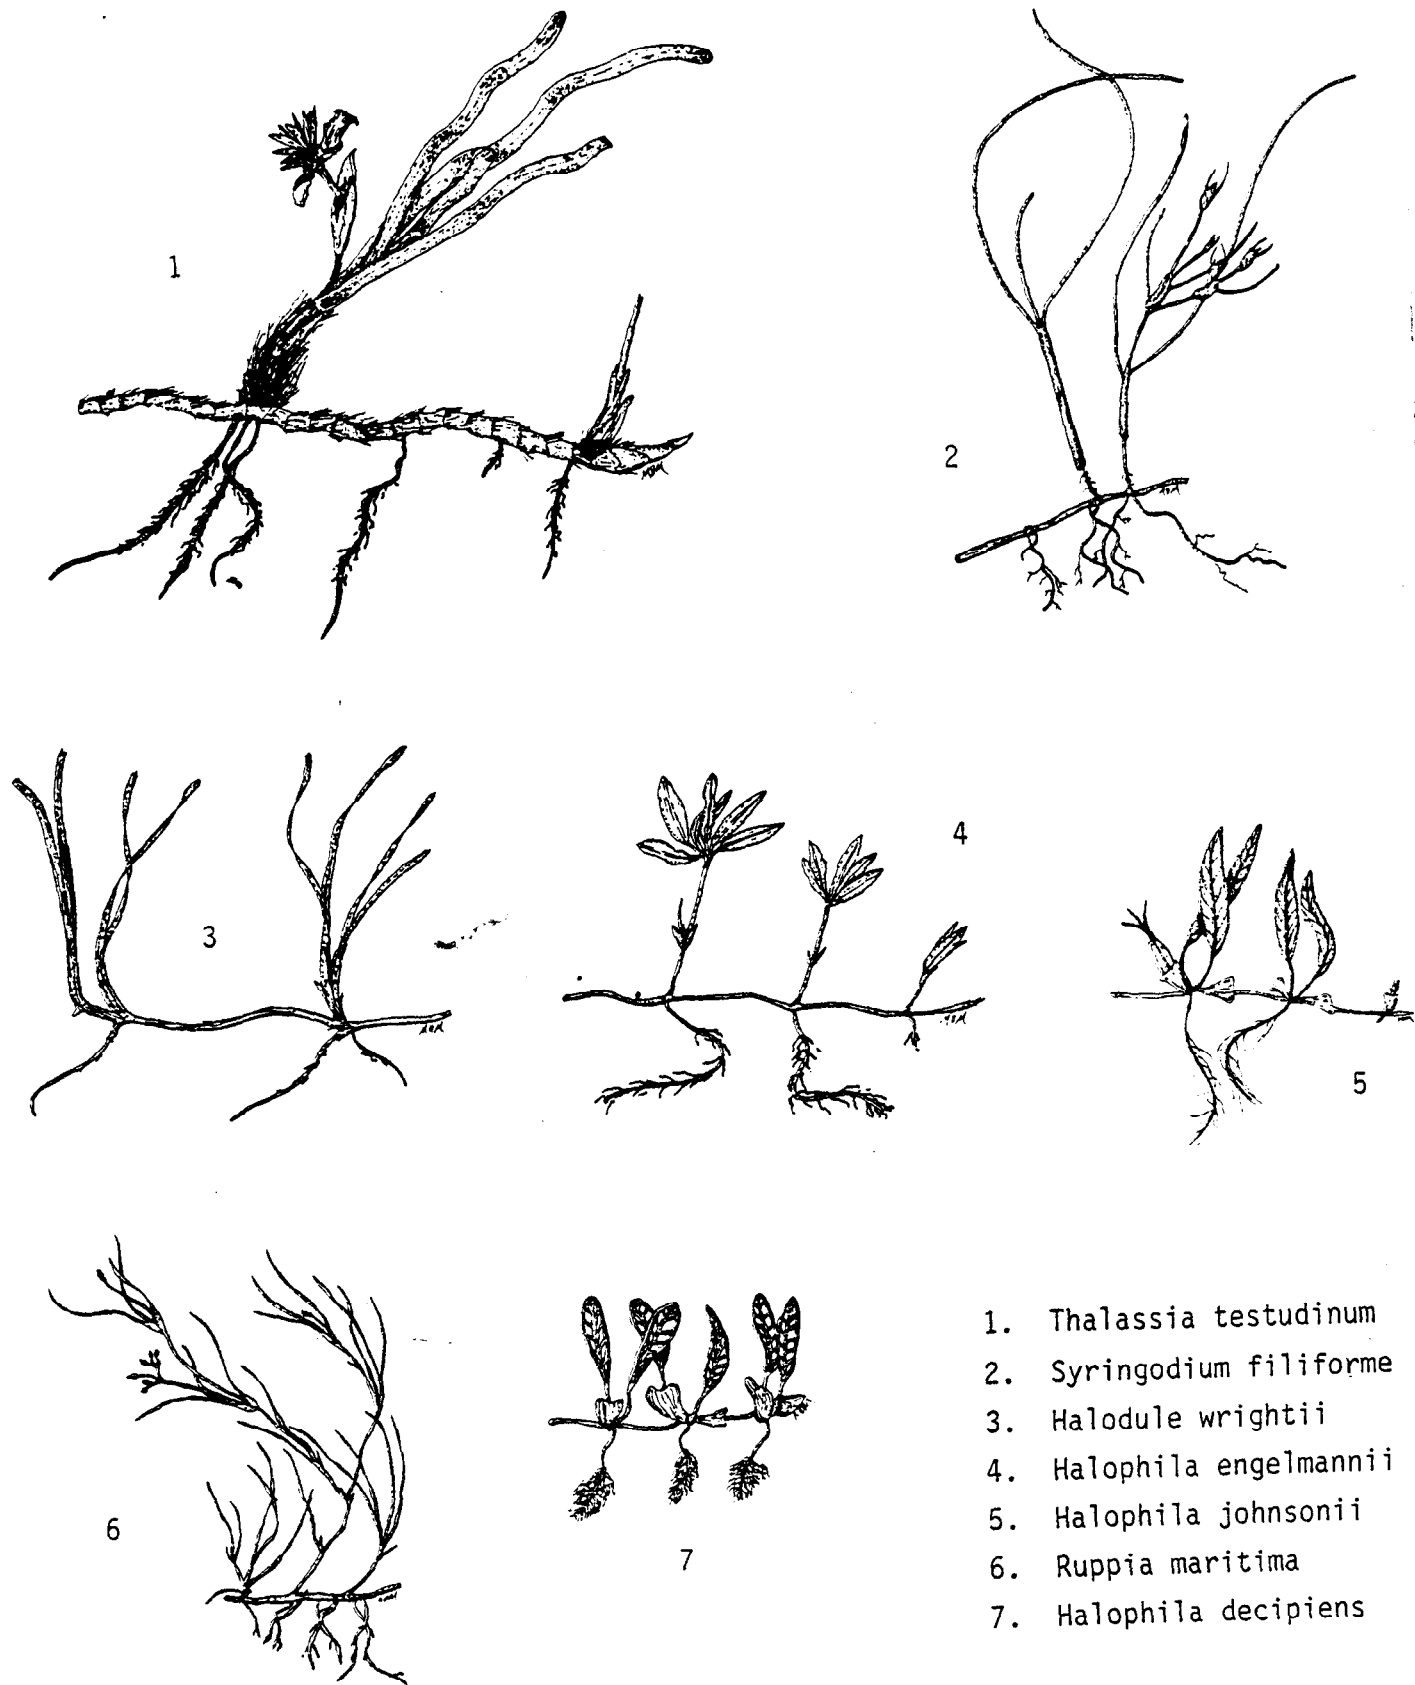 1
2
3
4
5
6
7
1. Thalassia testudinum
2. Syringodium filiforme
3. Halodule wrightii
4. Halophila engelmannii
5. Halophila johnsonii
6. Ruppia maritima
7. Halophila decipiens